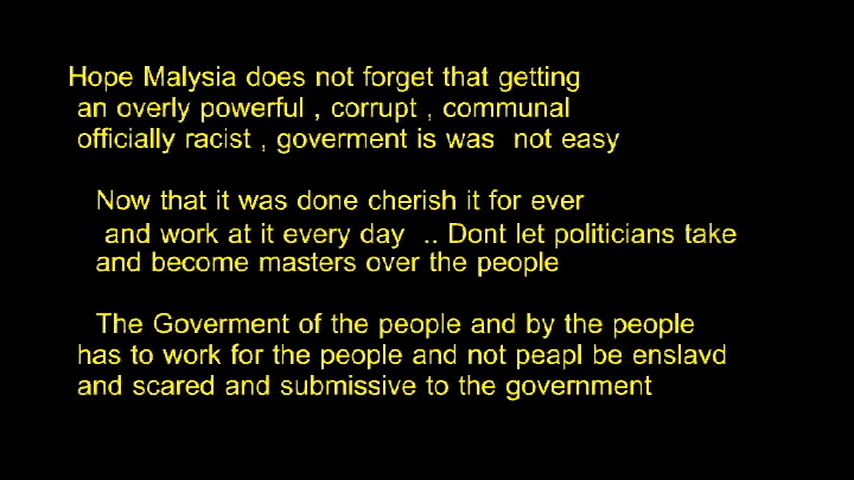 Hope Malysia does not forget that getting
an overly powerful , corrupt , communal
officially racist , goverment is was not easy
Now that it was done cherish it for ever
and work at it every day .. Dont let politicians take
and become masters over the people
The Goverment of the people and by the people
has to work for the people and not peapl be enslavd
and scared and submissive to the government